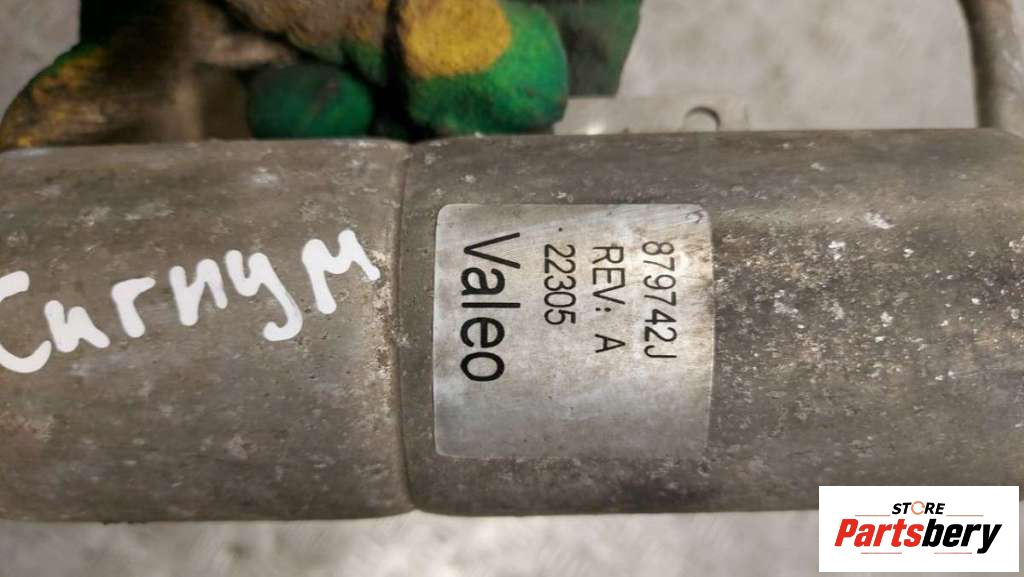 Сигнум
879742J
REV: A
22305
Valeo
STORE
Partsbery